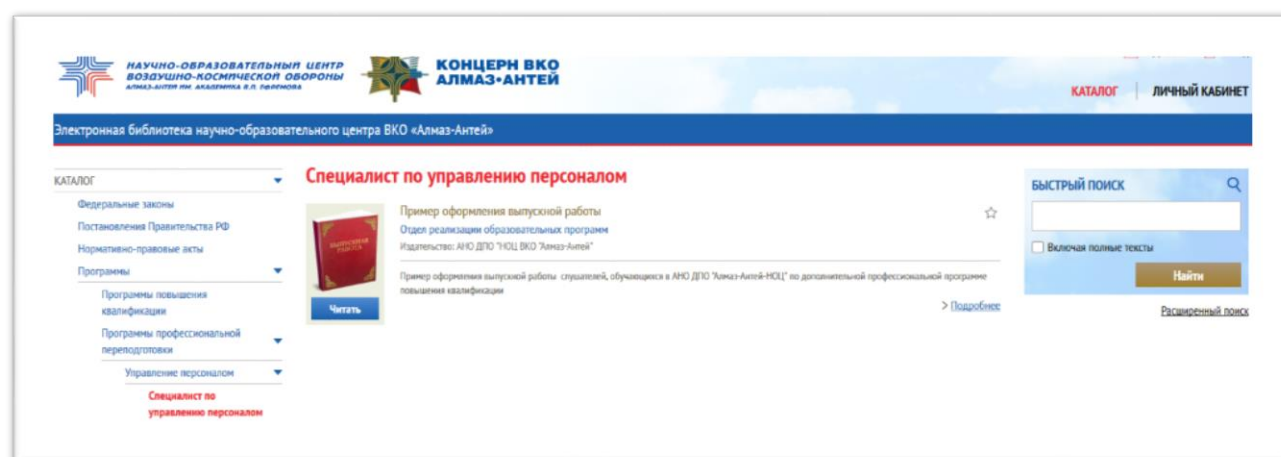 НАУЧНО-ОБРАЗОВАТЕЛЬНЫЙ ЦЕНТР
ВОЗДУШНО-КОСМИЧЕСКОЙ ОБОРОНЫ
АЛМАЗ-АНТЕЙ ИМ. АКАДЕМИКА В.П. ЕФРЕМОВА
КОНЦЕРН ВКО
АЛМАЗ•АНТЕЙ
КАТАЛОГ
ЛИЧНЫЙ КАБИНЕТ
Электронная библиотека научно-образовательного центра ВКО «Алмаз-Антей»
КАТАЛОГ
Федеральные законы
Постановления Правительства РФ
Нормативно-правовые акты
Программы
Программы повышения
квалификации
Программы профессиональной
переподготовки
Управление персоналом
Специалист по
управлению персоналом
Специалист по управлению персоналом
ВЫПУСКНАЯ
РАБОТА
Читать
Пример оформления выпускной работы
Отдел реализации образовательных программ
Издательство: АНО ДПО "НОЦ ВКО "Алмаз-Антей"
Пример оформления выпускной работы слушателей, обучающихся в АНО ДПО "Алмаз-Антей-НОЦ" по дополнительной профессиональной программе
повышения квалификации
> Подробнее
БЫСТРЫЙ ПОИСК
Включая полные тексты
Найти
Расширенный поиск